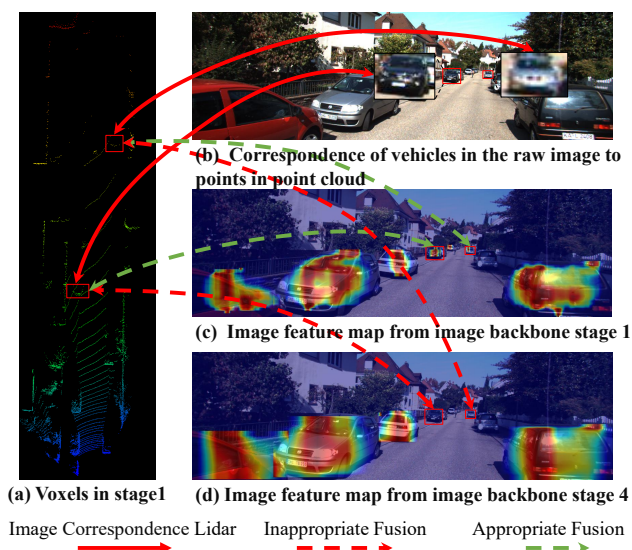 (b) Correspondence of vehicles in the raw image to
points in point cloud
(c) Image feature map from image backbone stage 1
(a) Voxels in stage1
(d) Image feature map from image backbone stage 4
Image Correspondence Lidar
Inappropriate Fusion
Appropriate Fusion